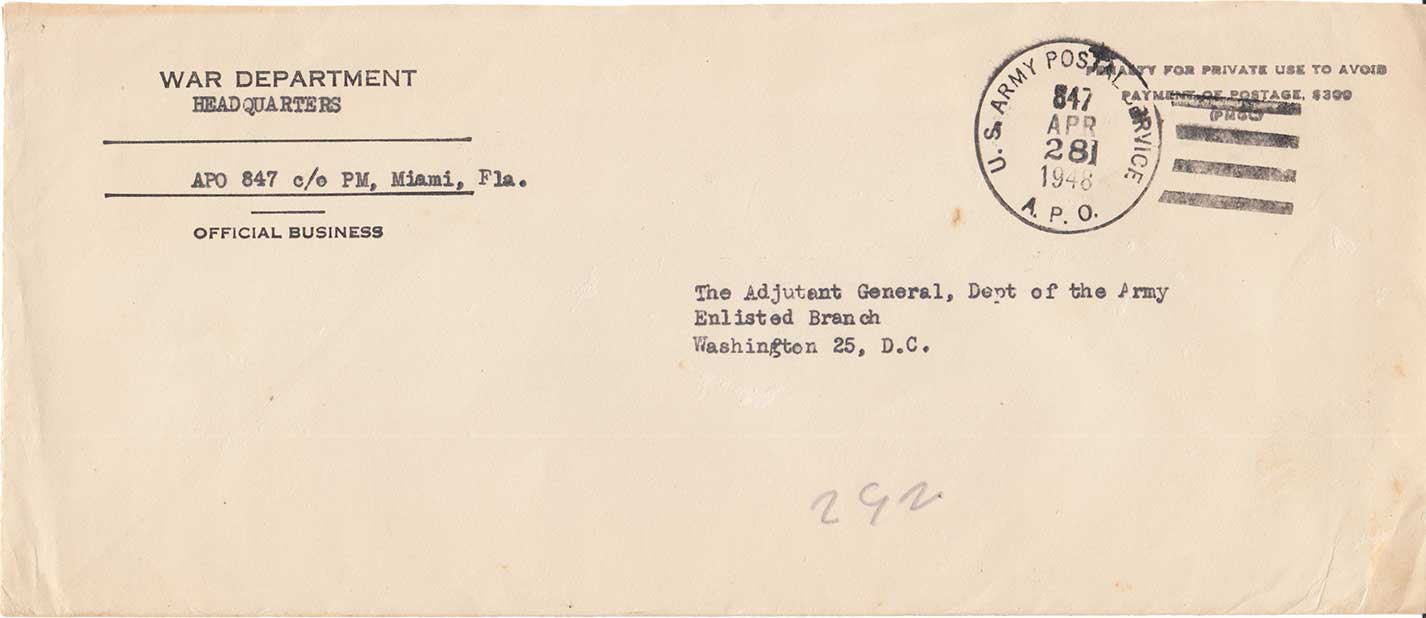 WAR DEPARTMENT
HEADQUARTERS
APO 847 c/o PM, Miami, Fla.
OFFICIAL BUSINESS
U. S. ARMY POSTAL SERVICE
847
APR
28
1948
A. P. O.
PENALTY FOR PRIVATE USE TO AVOID
PAYMENT OF POSTAGE, $300
(PMGC)
The Adjutant General, Dept of the Army
Enlisted Branch
Washington 25, D.C.
292